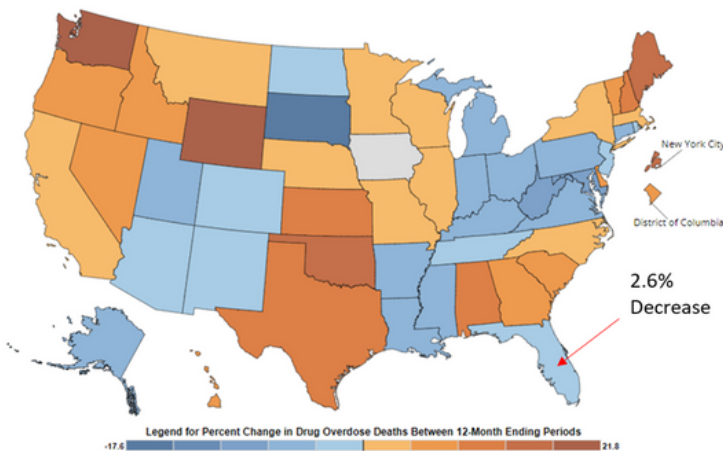 New York City
District of Columbia
2.6%
Decrease
Legend for Percent Change in Drug Overdose Deaths Between 12-Month Ending Periods
-17.6 21.8